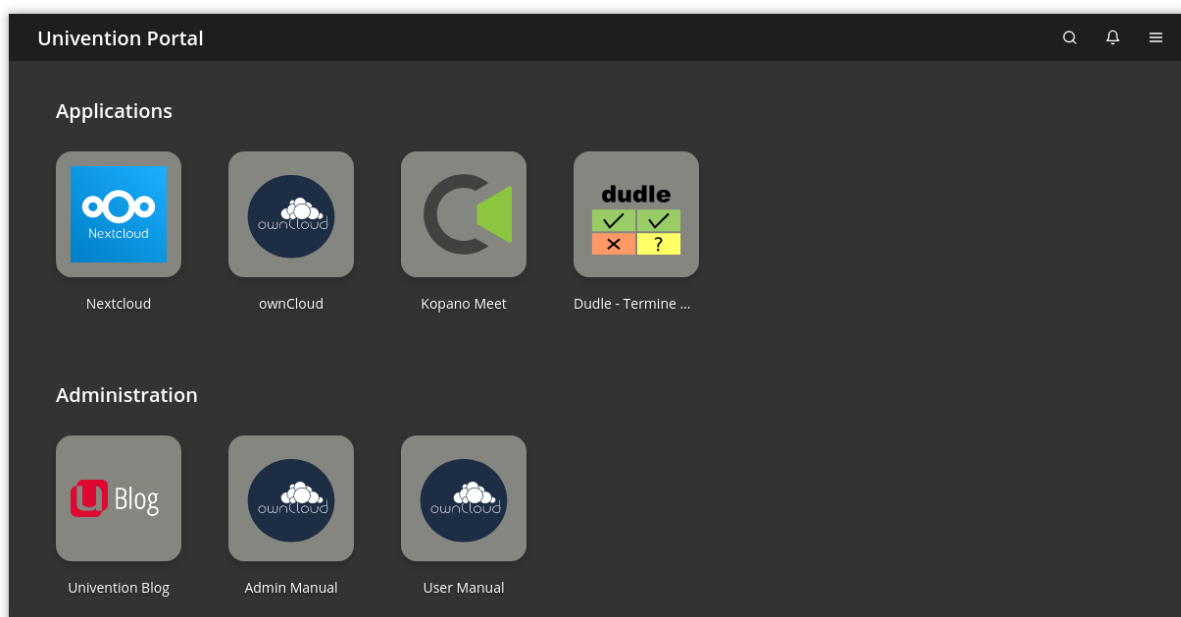 Univention Portal
Applications
Nextcloud
ownCloud
dudle
?
Nextcloud
ownCloud
Kopano Meet
Dudle - Termine ...
Administration
u Blog
ownCloud
ownCloud
Univention Blog
Admin Manual
User Manual